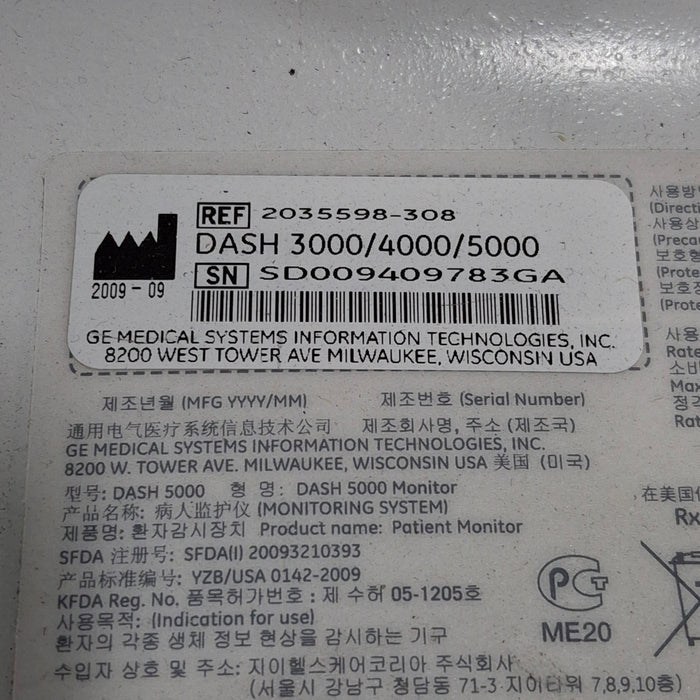 REF 2035598-308
DASH 3000/4000/5000
SN SD009409783GA
2009-09
GE MEDICAL SYSTEMS INFORMATION TECHNOLOGIES, INC.
8200 WEST TOWER AVE MILWAUKEE, WISCONSIN USA
제조년월 (MFG YYYY/MM) 제조번호 (Serial Number)
通用电气医疗系统信息技术公司 제조회사명, 주소 (제조국)
GE MEDICAL SYSTEMS INFORMATION TECHNOLOGIES, INC.
8200 W. TOWER AVE. MILWAUKEE, WISCONSIN USA 美国 (미국)
型号: DASH 5000 형 명: DASH 5000 Monitor
产品名称: 病人监护仪 (MONITORING SYSTEM)
제품명: 환자감시장치 Product name: Patient Monitor
SFDA 注册号: SFDA(I) 20093210393
产品标准编号: YZB/USA 0142-2009
KFDA Reg. No. 품목허가번호 : 제 수허 05-1205호
사용목적: (Indication for use)
환자의 각종 생체 정보 현상을 감시하는 기구
수입자 상호 및 주소: 지이헬스케어코리아 주식회사
(서울시 강남구 청담동 71-3 지이타워 7,8,9,10층)
PCT
ME20
사용방
(Directi
사용상
(Preca
보호형
(Prote
보호정
(Prote
사용
Rate
소비
Max
정격
Rat
在美国
Rx